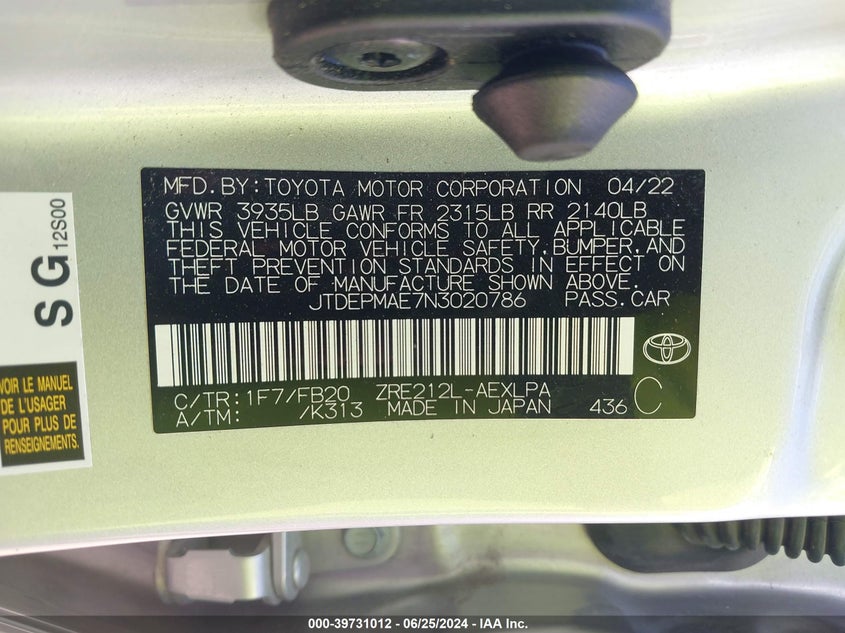 MFD. BY: TOYOTA MOTOR CORPORATION 04/22
GVWR 3935LB GAWR FR 2315LB RR 2140LB
THIS VEHICLE CONFORMS TO ALL APPLICABLE
FEDERAL MOTOR VEHICLE SAFETY, BUMPER, AND
THEFT PREVENTION STANDARDS IN EFFECT ON
THE DATE OF MANUFACTURE SHOWN ABOVE.
JTDEPMAE7N3020786 PASS. CAR
C/TR: 1F7/FB20 ZRE212L-AEXLPA
A/TM: /K313 MADE IN JAPAN 436 C
SG 12S00
VOIR LE MANUEL
DE L'USAGER
POUR PLUS DE
RENSEIGNEMENTS.
000-39731012 - 06/25/2024 - IAA Inc.